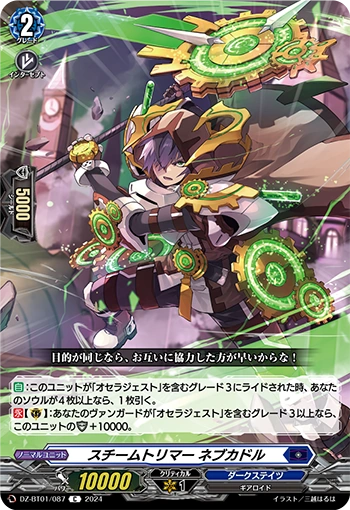 2
グレード
インターセプト
シールド
5000
目的が同じなら、お互いに協力した方が早いからな！
自：このユニットが「オセラジェスト」を含むグレード３にライドされた時、あなた
のソウルが４枚以上なら、１枚引く。
永【(R)】：あなたのヴァンガードが「オセラジェスト」を含むグレード３以上なら、
このユニットの＋10000。
ノーマルユニット
スチームトリマー ネブカドル
DZ-BT01/087 C 2024
パワー
10000
クリティカル
1
ダークステイツ
ギアロイド
イラスト／三越はるは